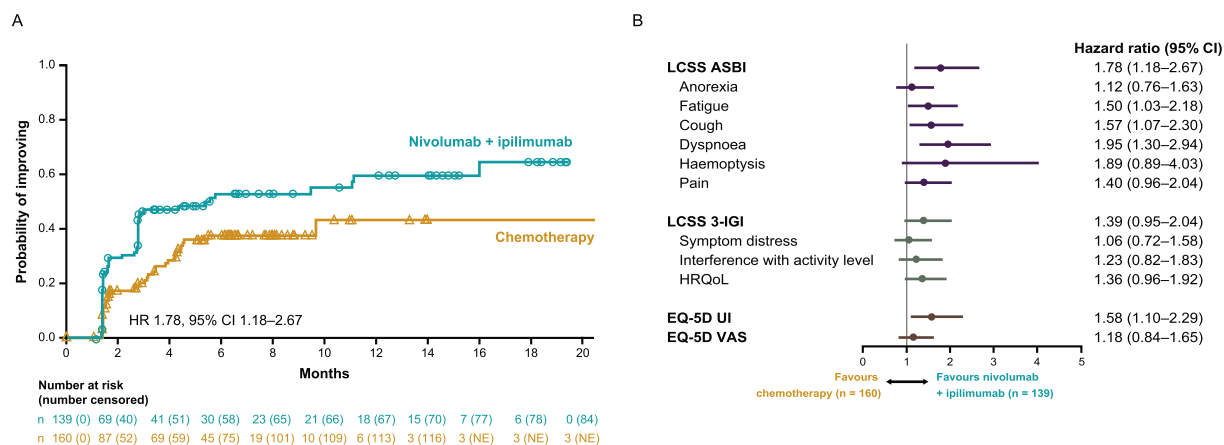 A
Probability of improving
1.0
0.8
0.6
0.4
0.2
0.0
Nivolumab + ipilimumab
Chemotherapy
HR 1.78, 95% CI 1.18–2.67
0 2 4 6 8 10 12 14 16 18 20
Months
Number at risk
(number censored)
n 139 (0) 69 (40) 41 (51) 30 (58) 23 (65) 21 (66) 18 (67) 15 (70) 7 (77) 6 (78) 0 (84)
n 160 (0) 87 (52) 69 (59) 45 (75) 19 (101) 10 (109) 6 (113) 3 (116) 3 (NE) 3 (NE) 3 (NE)
B
Hazard ratio (95% CI)
LCSS ASBI 1.78 (1.18–2.67)
Anorexia 1.12 (0.76–1.63)
Fatigue 1.50 (1.03–2.18)
Cough 1.57 (1.07–2.30)
Dyspnoea 1.95 (1.30–2.94)
Haemoptysis 1.89 (0.89–4.03)
Pain 1.40 (0.96–2.04)
LCSS 3-IGI 1.39 (0.95–2.04)
Symptom distress 1.06 (0.72–1.58)
Interference with activity level 1.23 (0.82–1.83)
HRQoL 1.36 (0.96–1.92)
EQ-5D UI 1.58 (1.10–2.29)
EQ-5D VAS 1.18 (0.84–1.65)
0 1 2 3 4 5
Favours
chemotherapy (n = 160)
Favours nivolumab
+ ipilimumab (n = 139)